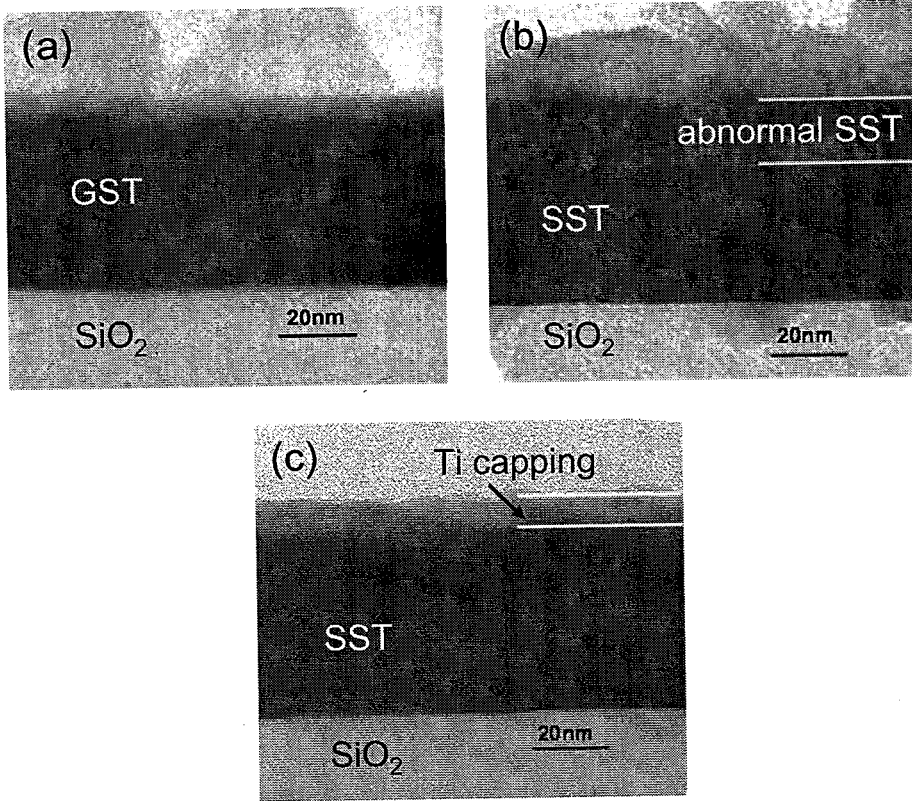 (a)
GST
20nm
SiO₂
(b)
abnormal SST
SST
20nm
SiO₂
(c)
Ti capping
SST
20nm
SiO₂